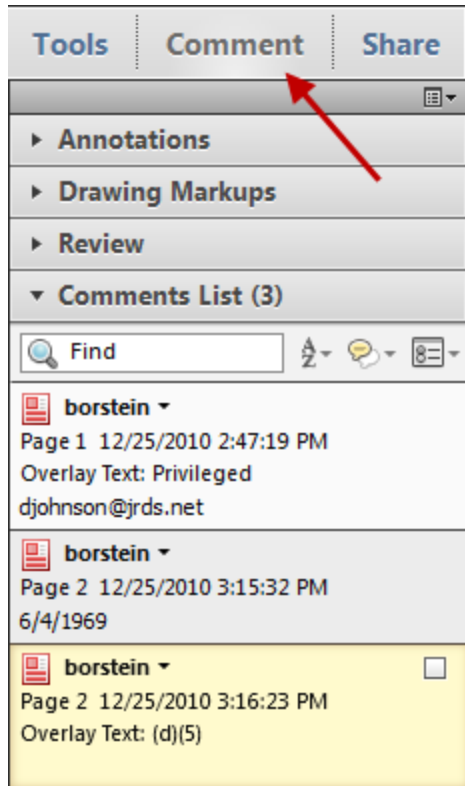 Tools Comment Share
Annotations
Drawing Markups
Review
Comments List (3)
Find
borstein
Page 1 12/25/2010 2:47:19 PM
Overlay Text: Privileged
djohnson@jrds.net
borstein
Page 2 12/25/2010 3:15:32 PM
6/4/1969
borstein
Page 2 12/25/2010 3:16:23 PM
Overlay Text: (d)(5)